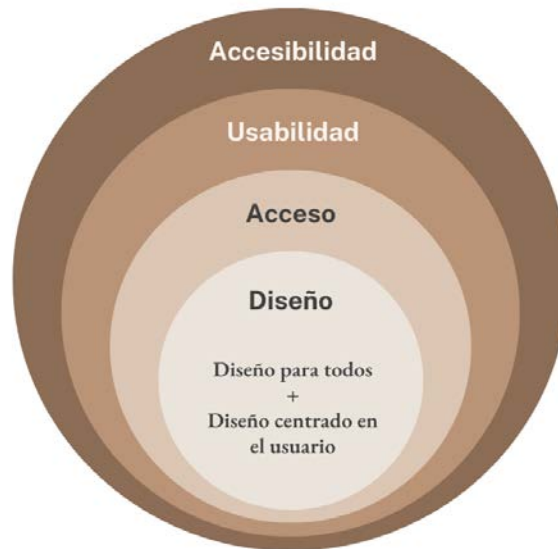 Accesibilidad
Usabilidad
Acceso
Diseño
Diseño para todos
+
Diseño centrado en
el usuario